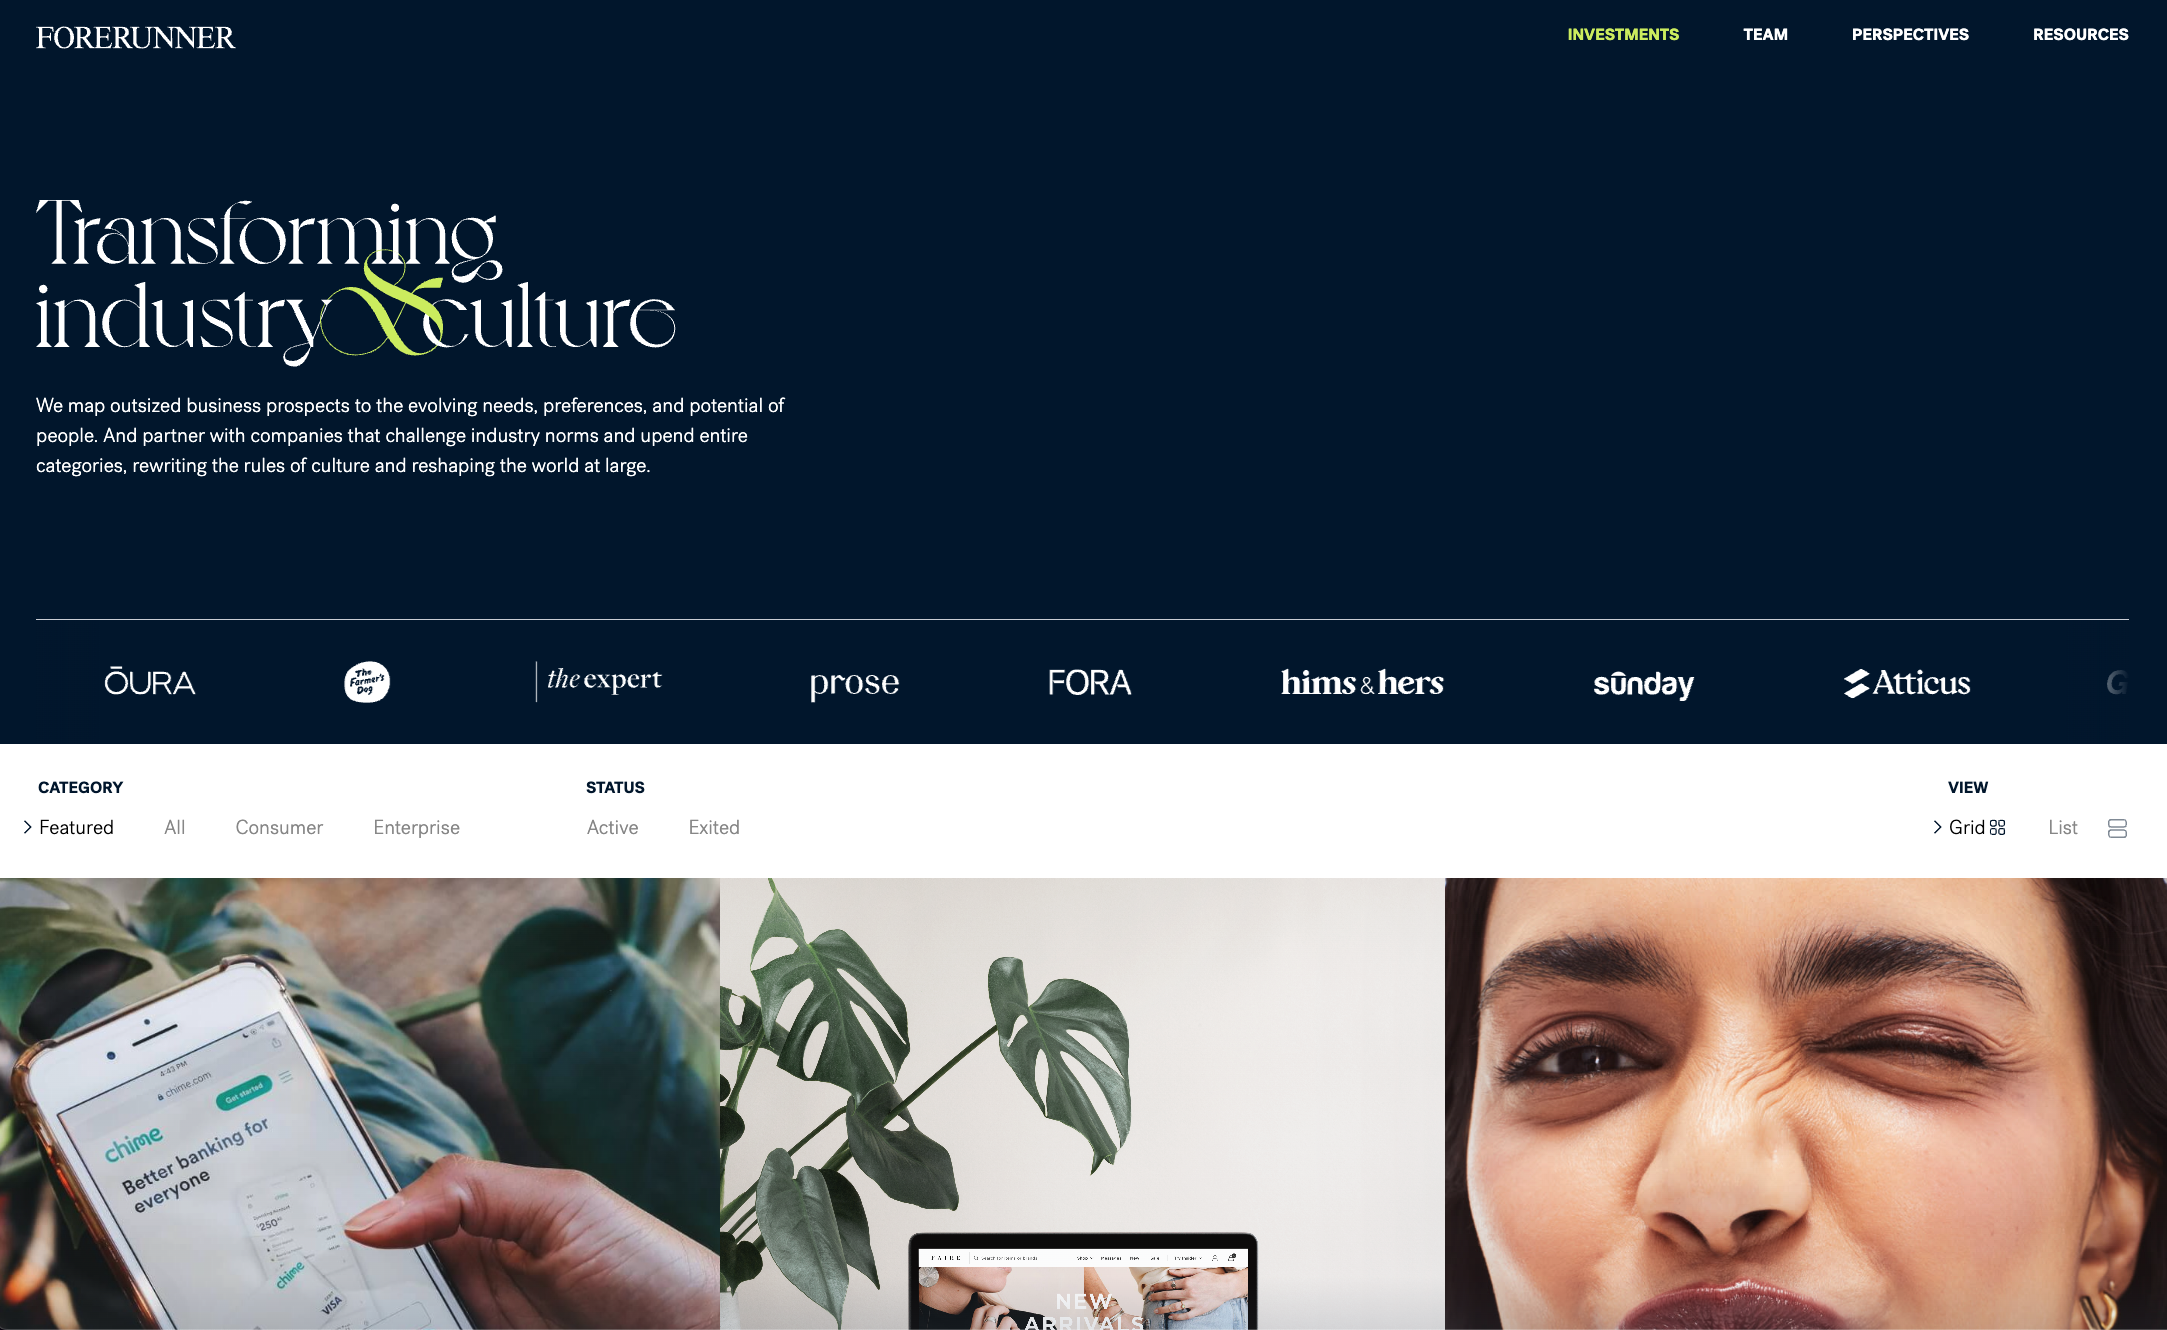 FORERUNNER
INVESTMENTS
TEAM
PERSPECTIVES
RESOURCES
Transforming
industry & culture
We map outsized business prospects to the evolving needs, preferences, and potential of
people. And partner with companies that challenge industry norms and upend entire
categories, rewriting the rules of culture and reshaping the world at large.
ŌURA
The
Farmer's
Dog
the expert
prose
FORA
hims & hers
sūnday
Atticus
G
CATEGORY
Featured
All
Consumer
Enterprise
STATUS
Active
Exited
VIEW
Grid
List
4:43 PM
chime.com
Get started
chime
Better banking for
everyone
chime
VISA
FAIRE
NEW
ARRIVALS